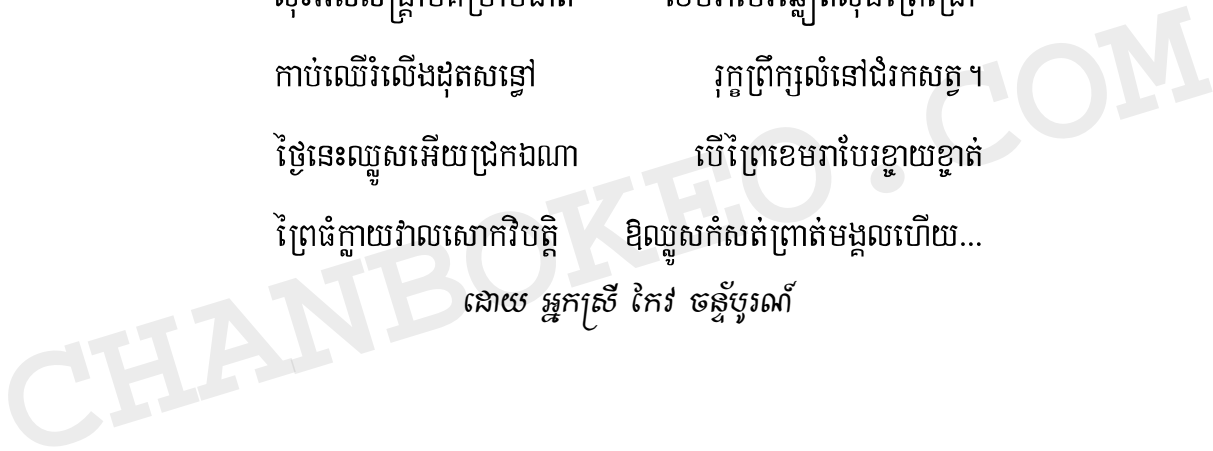 កាប់ឈើរំលើងដុតសន្ធៅ រុក្ខព្រឹក្សលំនៅជំរកសត្វ។
ថ្ងៃនេះឈ្លូសអើយជ្រកឯណា បើព្រៃខេមរាបែរខ្ចាយខ្ចាត់
ព្រៃធំក្លាយវាលសោកវិបត្តិ ឱឈ្លូសកំសត់ព្រាត់មង្គលហើយ...
ដោយ អ្នកស្រី កែវ ចន្ទ័បូរណ៍
CHANBOKEO.COM